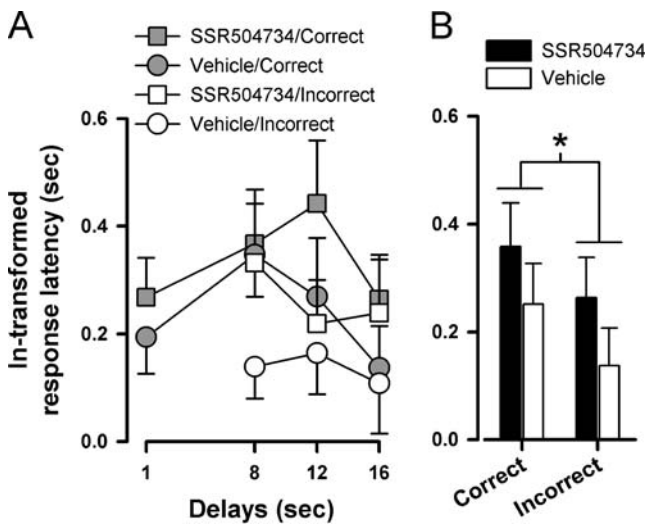 A
SSR504734/Correct
Vehicle/Correct
SSR504734/Incorrect
Vehicle/Incorrect
ln-transformed
response latency (sec)
0.6
0.4
0.2
0.0
1
8
12
16
Delays (sec)
B
SSR504734
Vehicle
*
0.6
0.4
0.2
0.0
Correct
Incorrect